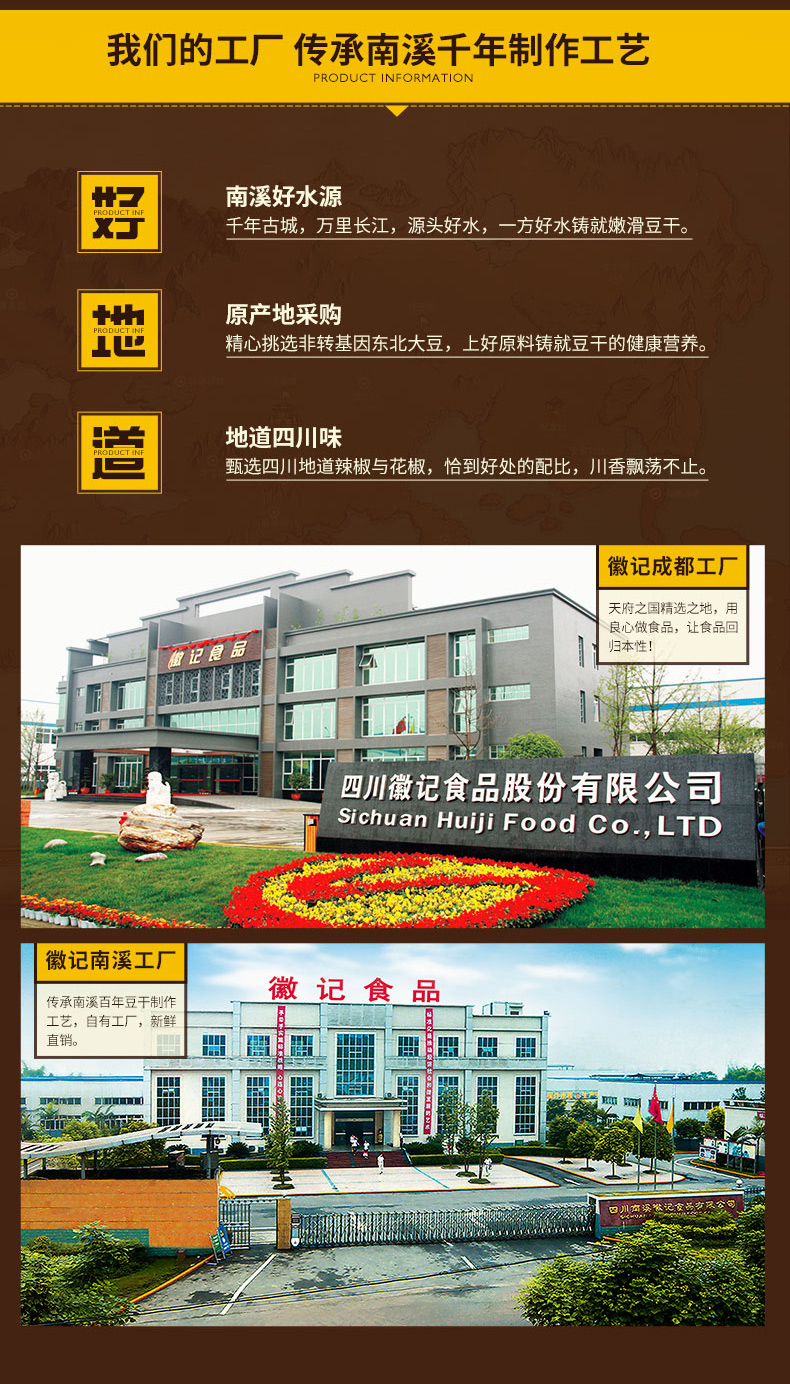 我们的工厂 传承南溪千年制作工艺
PRODUCT INFORMATION
好
PRODUCT INF
南溪好水源
千年古城，万里长江，源头好水，一方好水铸就嫩滑豆干。
地
PRODUCT INF
原产地采购
精心挑选非转基因东北大豆，上好原料铸就豆干的健康营养。
道
PRODUCT INF
地道四川味
甄选四川地道辣椒与花椒，恰到好处的配比，川香飘荡不止。
徽记成都工厂
天府之国精选之地，用
良心做食品，让食品回
归本性！
徽记食品
四川徽记食品股份有限公司
Sichuan Huiji Food Co.,LTD
徽记南溪工厂
传承南溪百年豆干制作
工艺，自有工厂，新鲜
直销。
徽记食品
四川南溪徽记食品有限公司